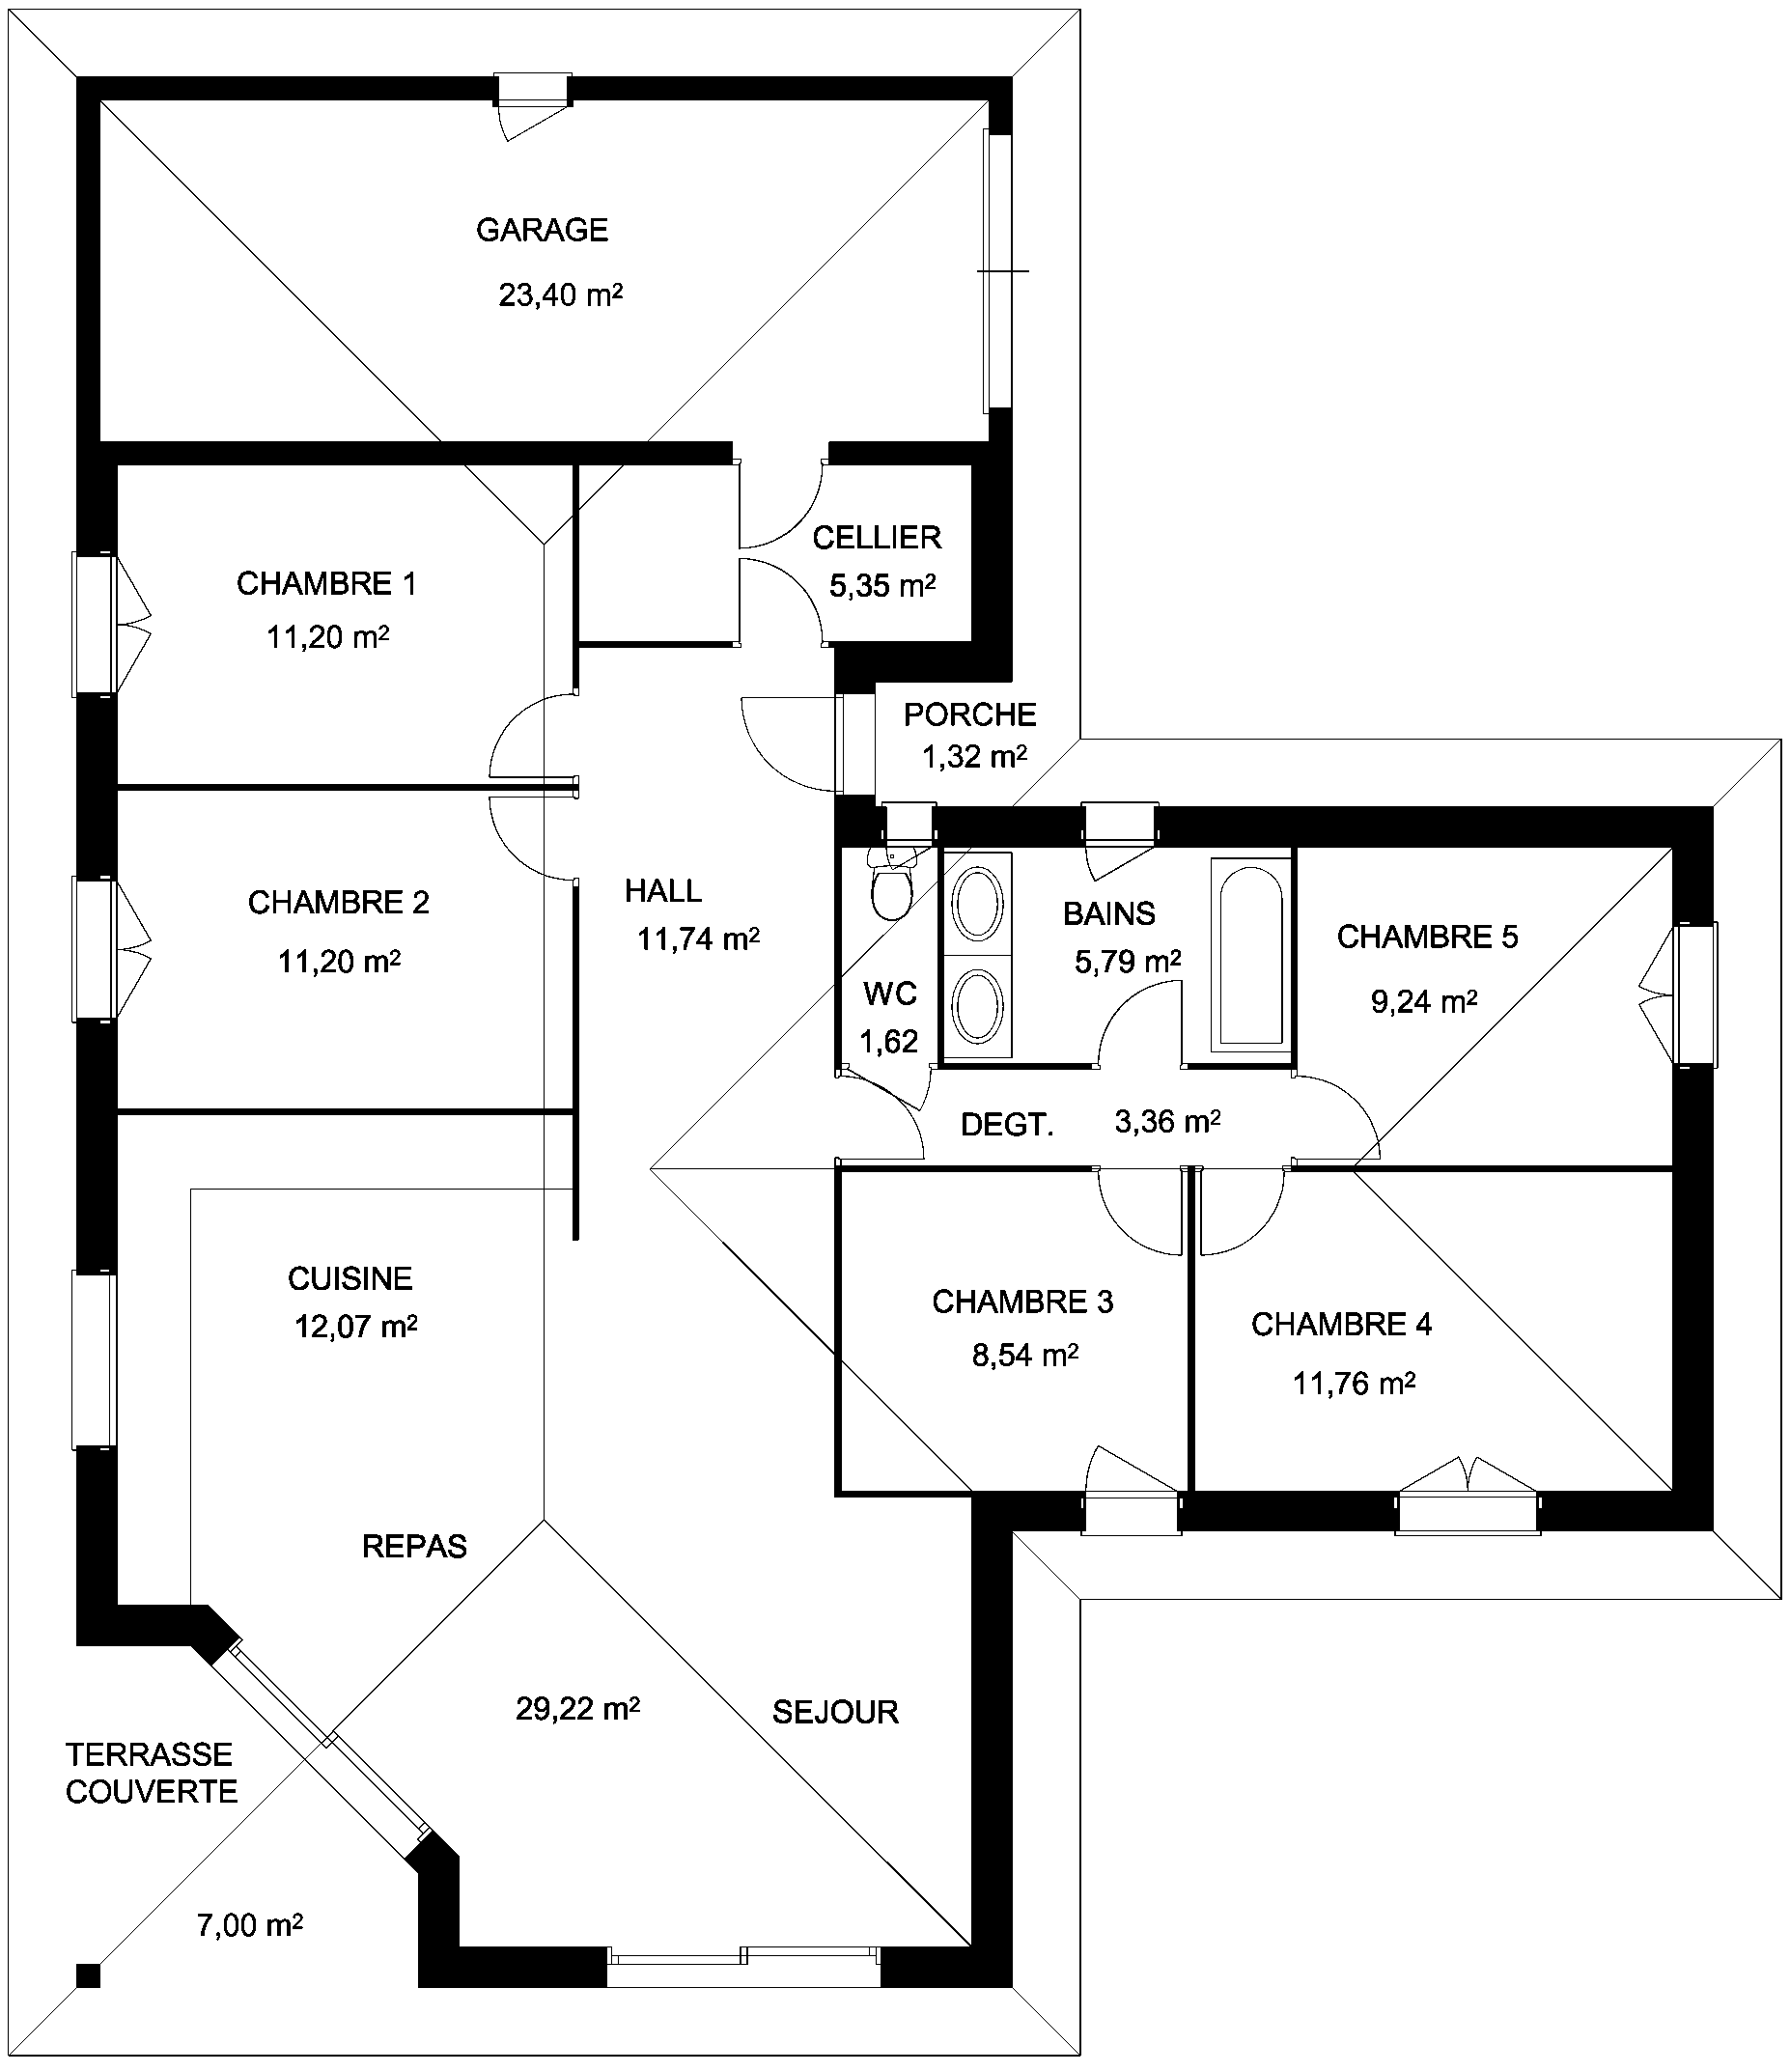 GARAGE
23,40 m²
CELLIER
5,35 m²
CHAMBRE 1
11,20 m²
PORCHE
1,32 m²
CHAMBRE 2
11,20 m²
HALL
11,74 m²
WC
1,62
BAINS
5,79 m²
CHAMBRE 5
9,24 m²
DEGT. 3,36 m²
CUISINE
12,07 m²
CHAMBRE 3
8,54 m²
CHAMBRE 4
11,76 m²
REPAS
29,22 m²
SEJOUR
TERRASSE
COUVERTE
7,00 m²